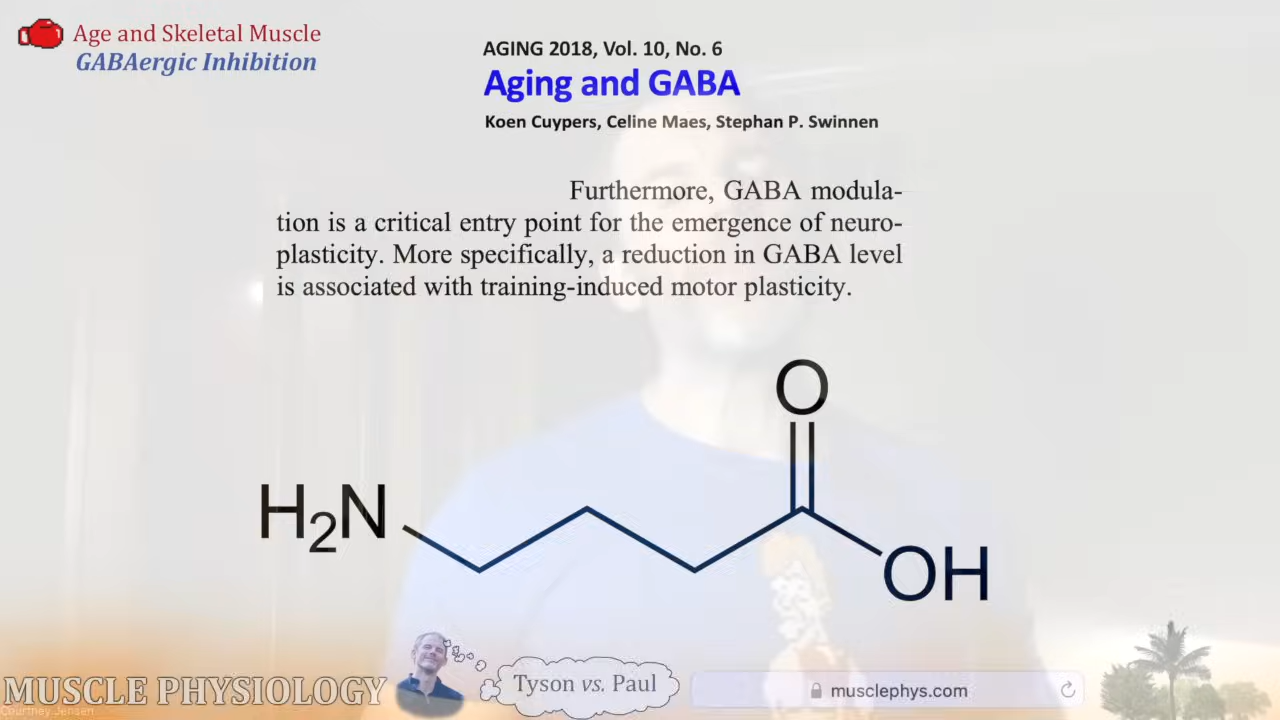 Age and Skeletal Muscle
GABAergic Inhibition
AGING 2018, Vol. 10, No. 6
Aging and GABA
Koen Cuypers, Celine Maes, Stephan P. Swinnen
Furthermore, GABA modula-
tion is a critical entry point for the emergence of neuro-
plasticity. More specifically, a reduction in GABA level
is associated with training-induced motor plasticity.
O
H2N
OH
Tyson vs. Paul
musclephys.com
MUSCLE PHYSIOLOGY
Courtney Jensen